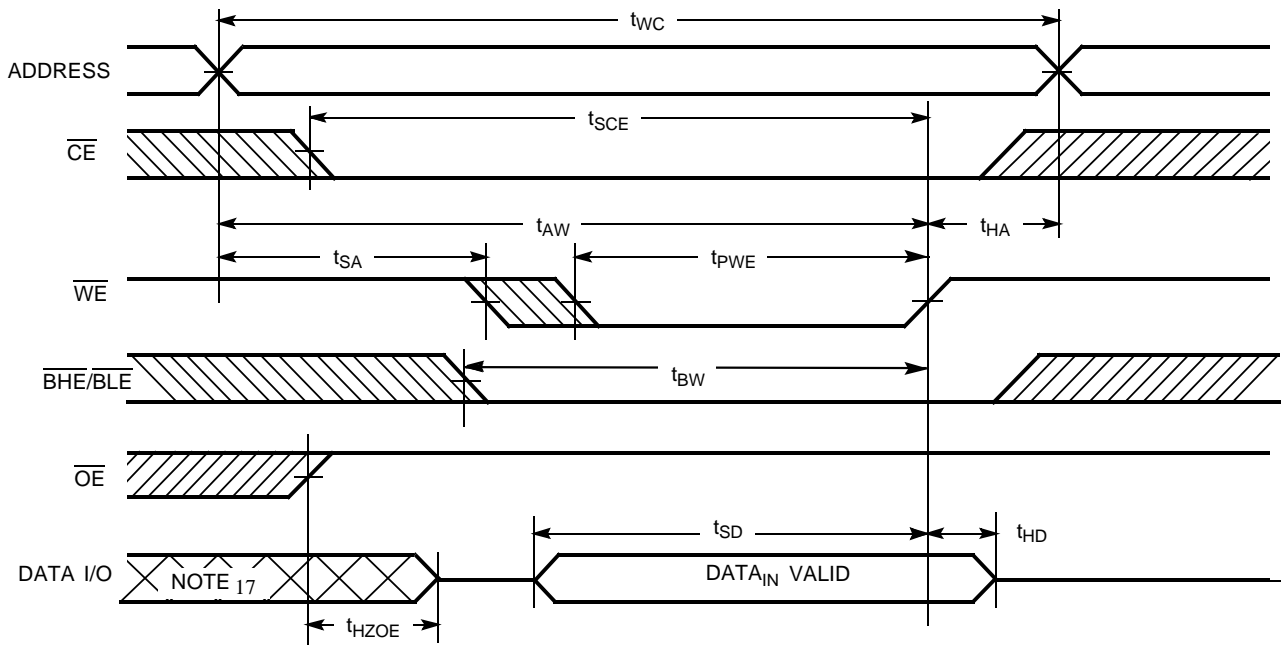 tWC
ADDRESS
tSCE
CE
tAW
tHA
tSA
tPWE
WE
BHE/BLE
tBW
OE
tSD
tHD
DATA I/O
NOTE 17
DATAIN VALID
tHZOE